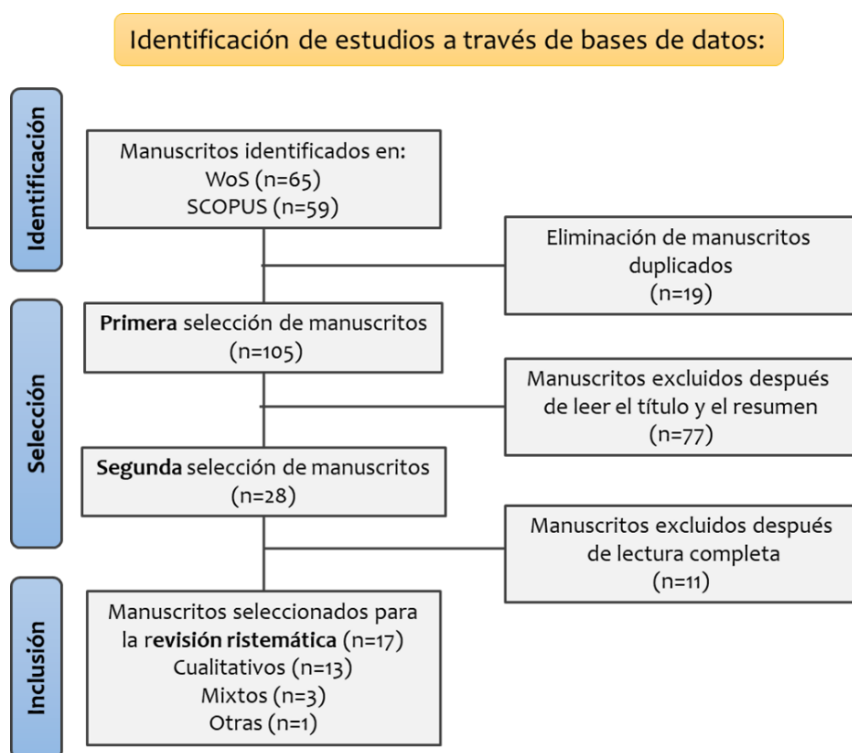 Identificación de estudios a través de bases de datos:
Identificación
Manuscritos identificados en:
WoS (n=65)
SCOPUS (n=59)
Eliminación de manuscritos
duplicados
(n=19)
Selección
Primera selección de manuscritos
(n=105)
Manuscritos excluidos después
de leer el título y el resumen
(n=77)
Segunda selección de manuscritos
(n=28)
Manuscritos excluidos después
de lectura completa
(n=11)
Inclusión
Manuscritos seleccionados para
la revisión ristemática (n=17)
Cualitativos (n=13)
Mixtos (n=3)
Otras (n=1)